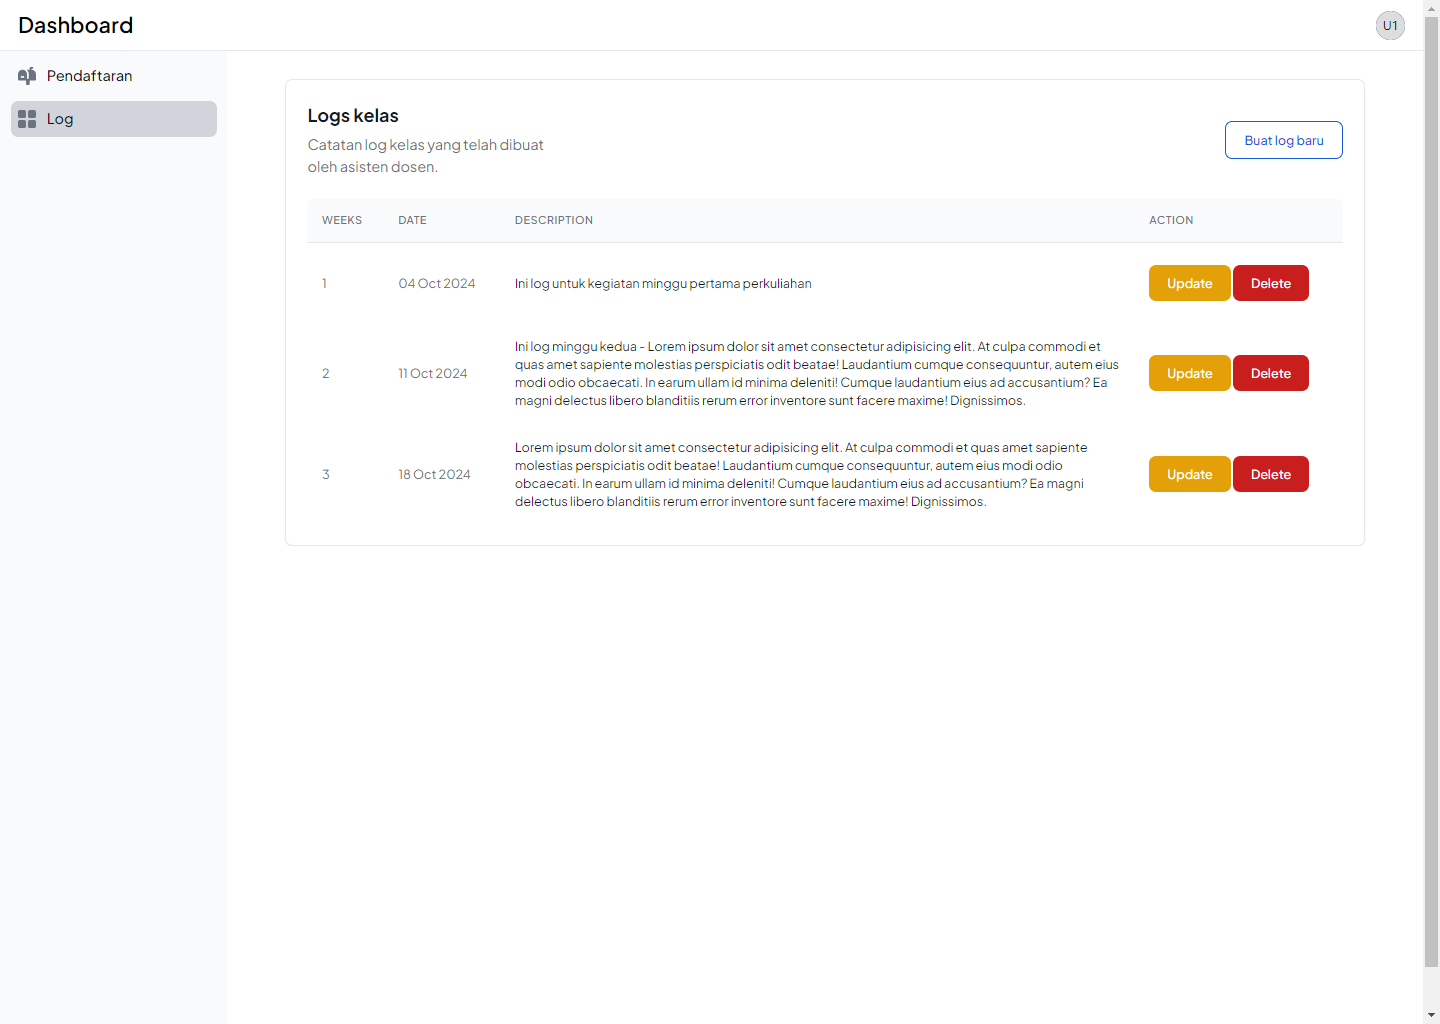 Dashboard
U1
Pendaftaran
Log
Logs kelas
Catatan log kelas yang telah dibuat
oleh asisten dosen.
Buat log baru
WEEKS DATE DESCRIPTION ACTION
1 04 Oct 2024 Ini log untuk kegiatan minggu pertama perkuliahan Update Delete
Ini log minggu kedua - Lorem ipsum dolor sit amet consectetur adipisicing elit. At culpa commodi et
quas amet sapiente molestias perspiciatis odit beatae! Laudantium cumque consequuntur, autem eius
2 11 Oct 2024 Update Delete
modi odio obcaecati. In earum ullam id minima deleniti! Cumque laudantium eius ad accusantium? Ea
magni delectus libero blanditiis rerum error inventore sunt facere maxime! Dignissimos.
Lorem ipsum dolor sit amet consectetur adipisicing elit. At culpa commodi et quas amet sapiente
molestias perspiciatis odit beatae! Laudantium cumque consequuntur, autem eius modi odio
3 18 Oct 2024 Update Delete
obcaecati. In earum ullam id minima deleniti! Cumque laudantium eius ad accusantium? Ea magni
delectus libero blanditiis rerum error inventore sunt facere maxime! Dignissimos.